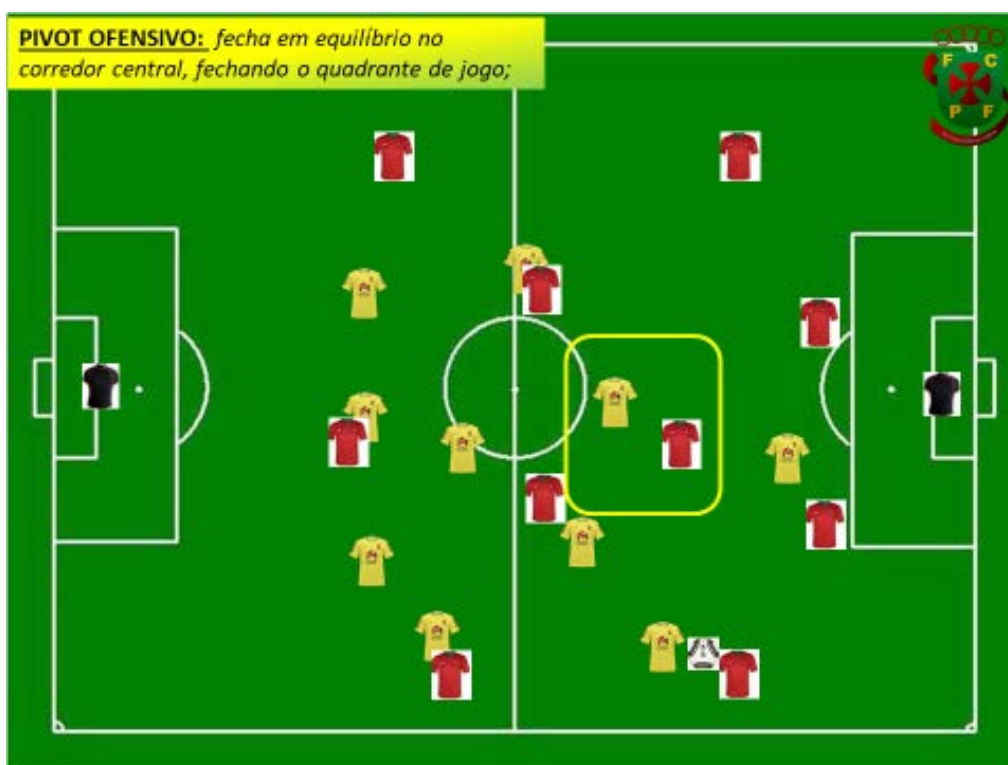 PIVOT OFENSIVO: fecha em equilíbrio no
corredor central, fechando o quadrante de jogo;
F C
P F